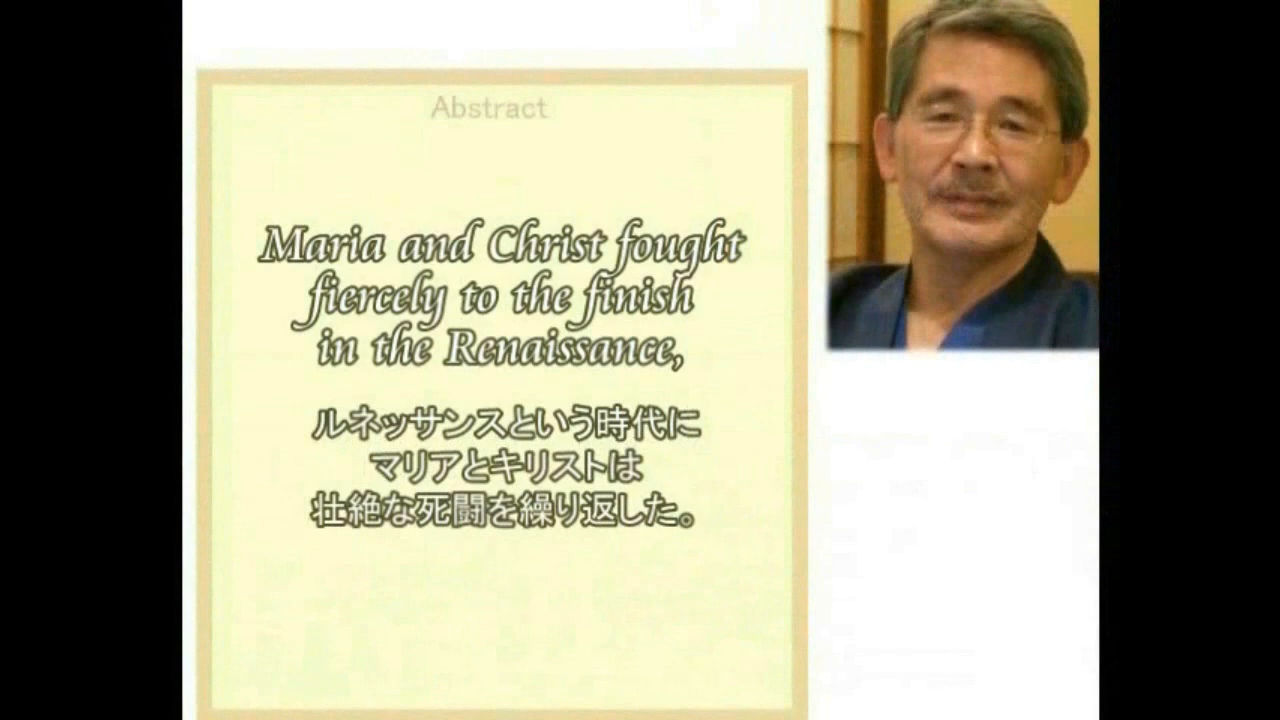 Abstract
Maria and Christ fought
fiercely to the finish
in the Renaissance,
ルネッサンスという時代に
マリアとキリストは
壮絶な死闘を繰り返した。